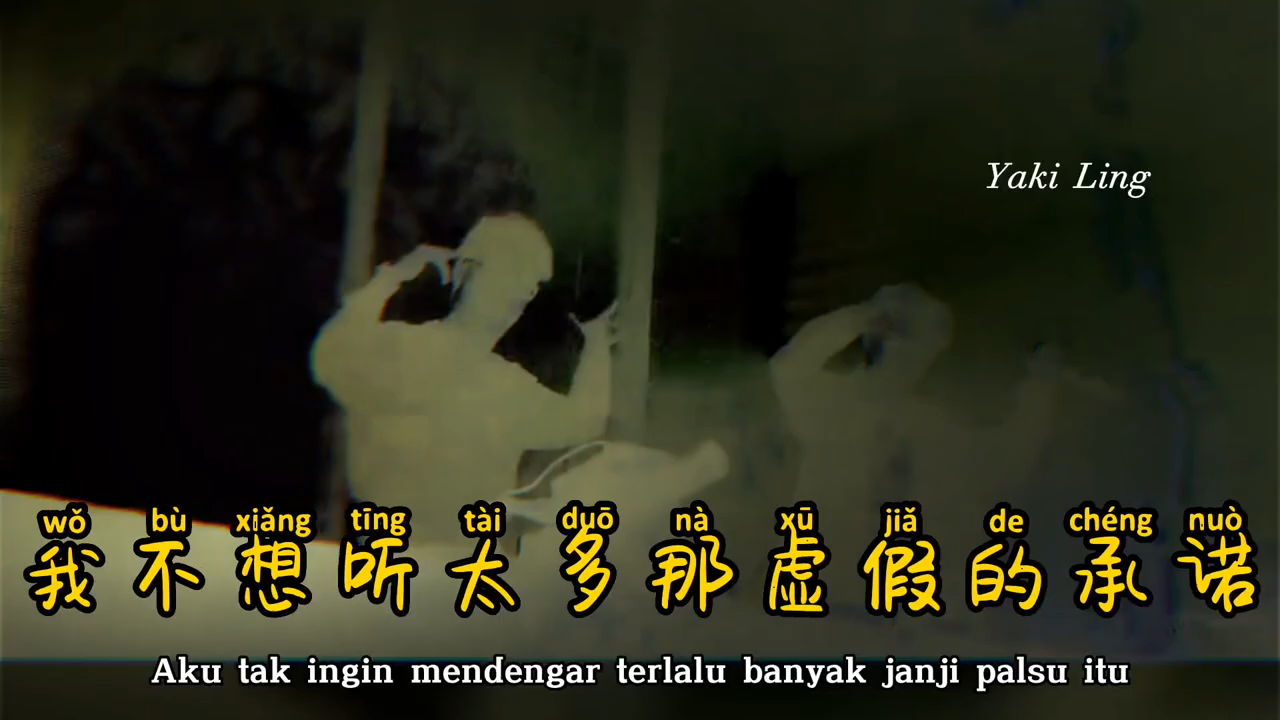 Yaki Ling
wǒ bù xiǎng tīng tài duō nà xū jiǎ de chéng nuò
我不想听太多那虚假的承诺
Aku tak ingin mendengar terlalu banyak janji palsu itu